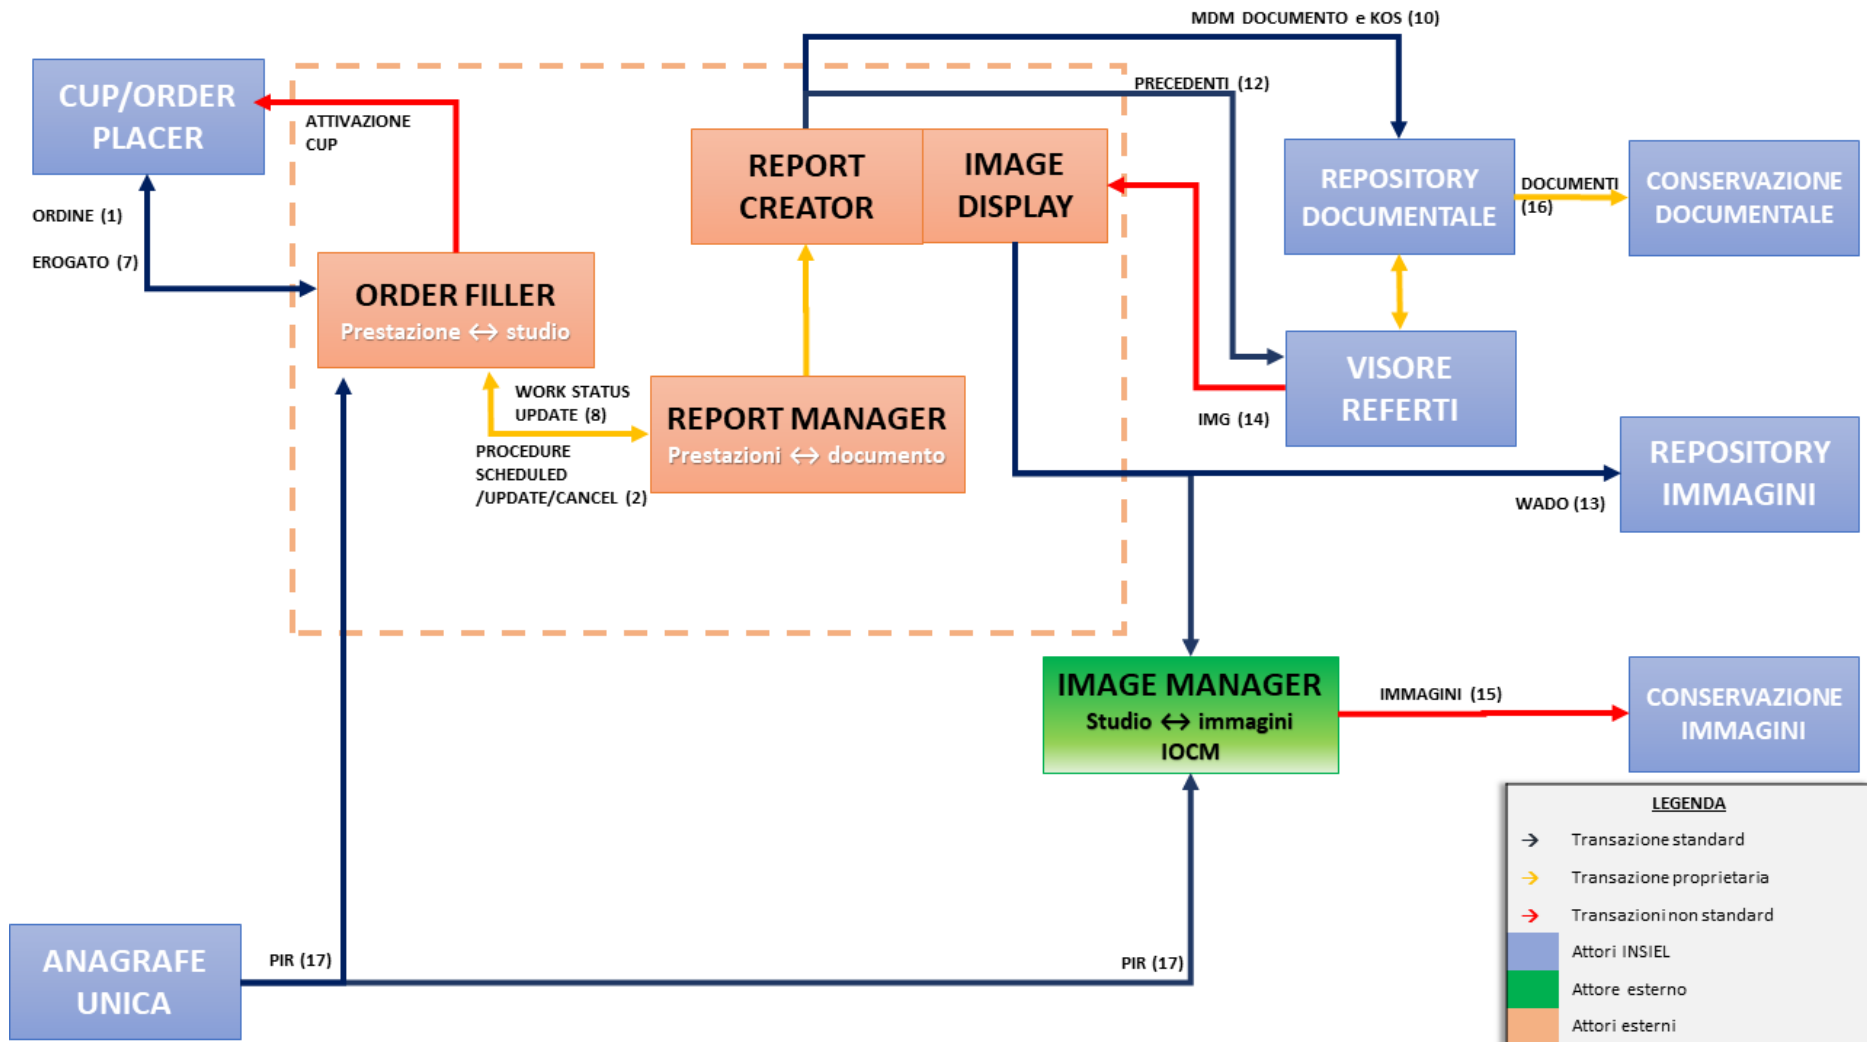 MDM DOCUMENTO e KOS (10)
PRECEDENTI (12)
CUP/ORDER
PLACER
ATTIVAZIONE
CUP
REPORT
CREATOR
IMAGE
DISPLAY
REPOSITORY
DOCUMENTALE
DOCUMENTI
(16)
CONSERVAZIONE
DOCUMENTALE
ORDINE (1)
EROGATO (7)
ORDER FILLER
Prestazione ↔ studio
WORK STATUS
UPDATE (8)
PROCEDURE
SCHEDULED
/UPDATE/CANCEL (2)
REPORT MANAGER
Prestazioni ↔ documento
VISORE
REFERTI
IMG (14)
REPOSITORY
IMMAGINI
WADO (13)
IMAGE MANAGER
Studio ↔ immagini
IOCM
IMMAGINI (15)
CONSERVAZIONE
IMMAGINI
ANAGRAFE
UNICA
PIR (17)
PIR (17)
LEGENDA
Transazione standard
Transazione proprietaria
Transazioni non standard
Attori INSIEL
Attore esterno
Attori esterni